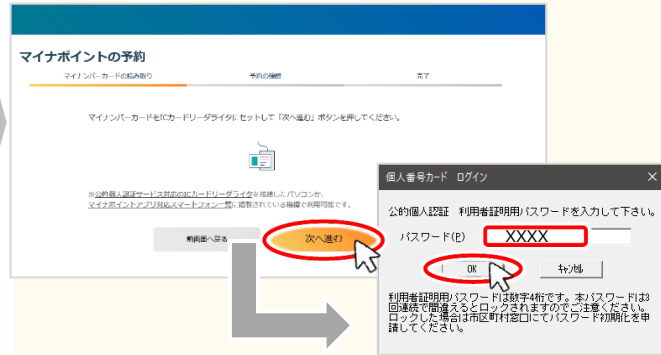 マイナポイントの予約
マイナンバーカードの読み取り
予約の確認
完了
マイナンバーカードをICカードリーダライタにセットして「次へ進む」ボタンを押してください。
※公的個人認証サービス対応のICカードリーダライタを接続したパソコンか、
マイナポイントアプリ対応スマートフォン一覧に掲載されている機種で利用可能です。
前画面へ戻る
次へ進む
個人番号カード ログイン
公的個人認証 利用者証明用パスワードを入力して下さい。
パスワード(P)
XXXX
OK
キャンセル
利用者証明用パスワードは数字4桁です。本パスワードは3
回連続で間違えるとロックされますのでご注意ください。
ロックした場合は市区町村窓口にてパスワード初期化を申
請してください。